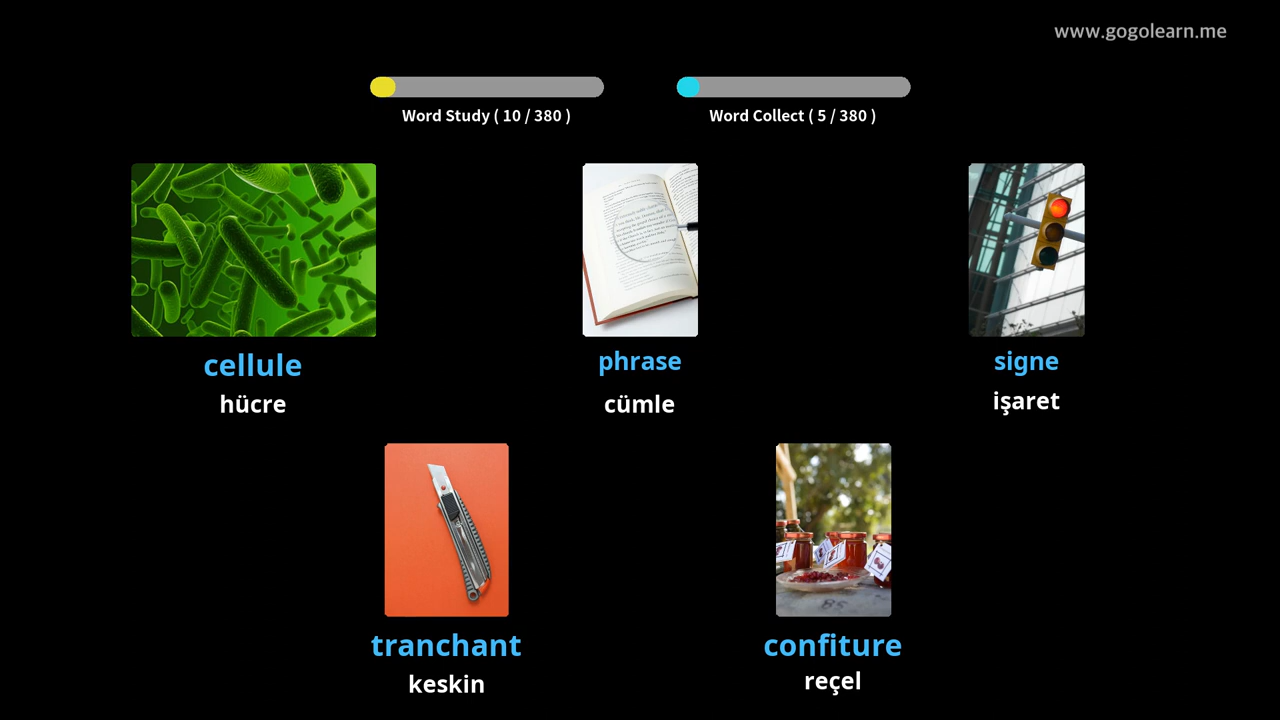 www.gogolearn.me
Word Study ( 10 / 380 )
Word Collect ( 5 / 380 )
cellule
hücre
phrase
cümle
signe
işaret
tranchant
keskin
confiture
reçel